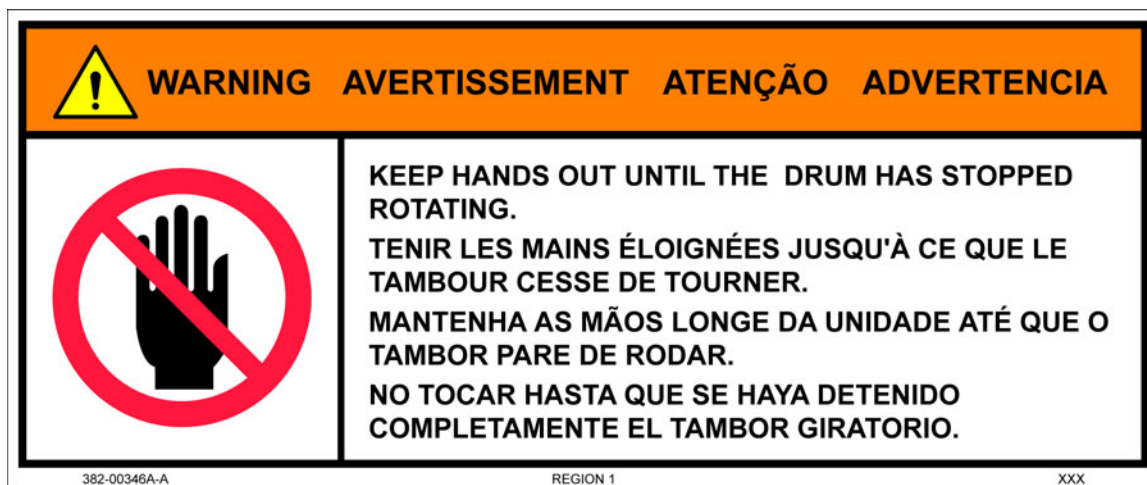 WARNING AVERTISSEMENT ATENÇÃO ADVERTENCIA
KEEP HANDS OUT UNTIL THE DRUM HAS STOPPED
ROTATING.
TENIR LES MAINS ÉLOIGNÉES JUSQU'À CE QUE LE
TAMBOUR CESSE DE TOURNER.
MANTENHA AS MÃOS LONGE DA UNIDADE ATÉ QUE O
TAMBOR PARE DE RODAR.
NO TOCAR HASTA QUE SE HAYA DETENIDO
COMPLETAMENTE EL TAMBOR GIRATORIO.
382-00346A-A REGION 1 XXX